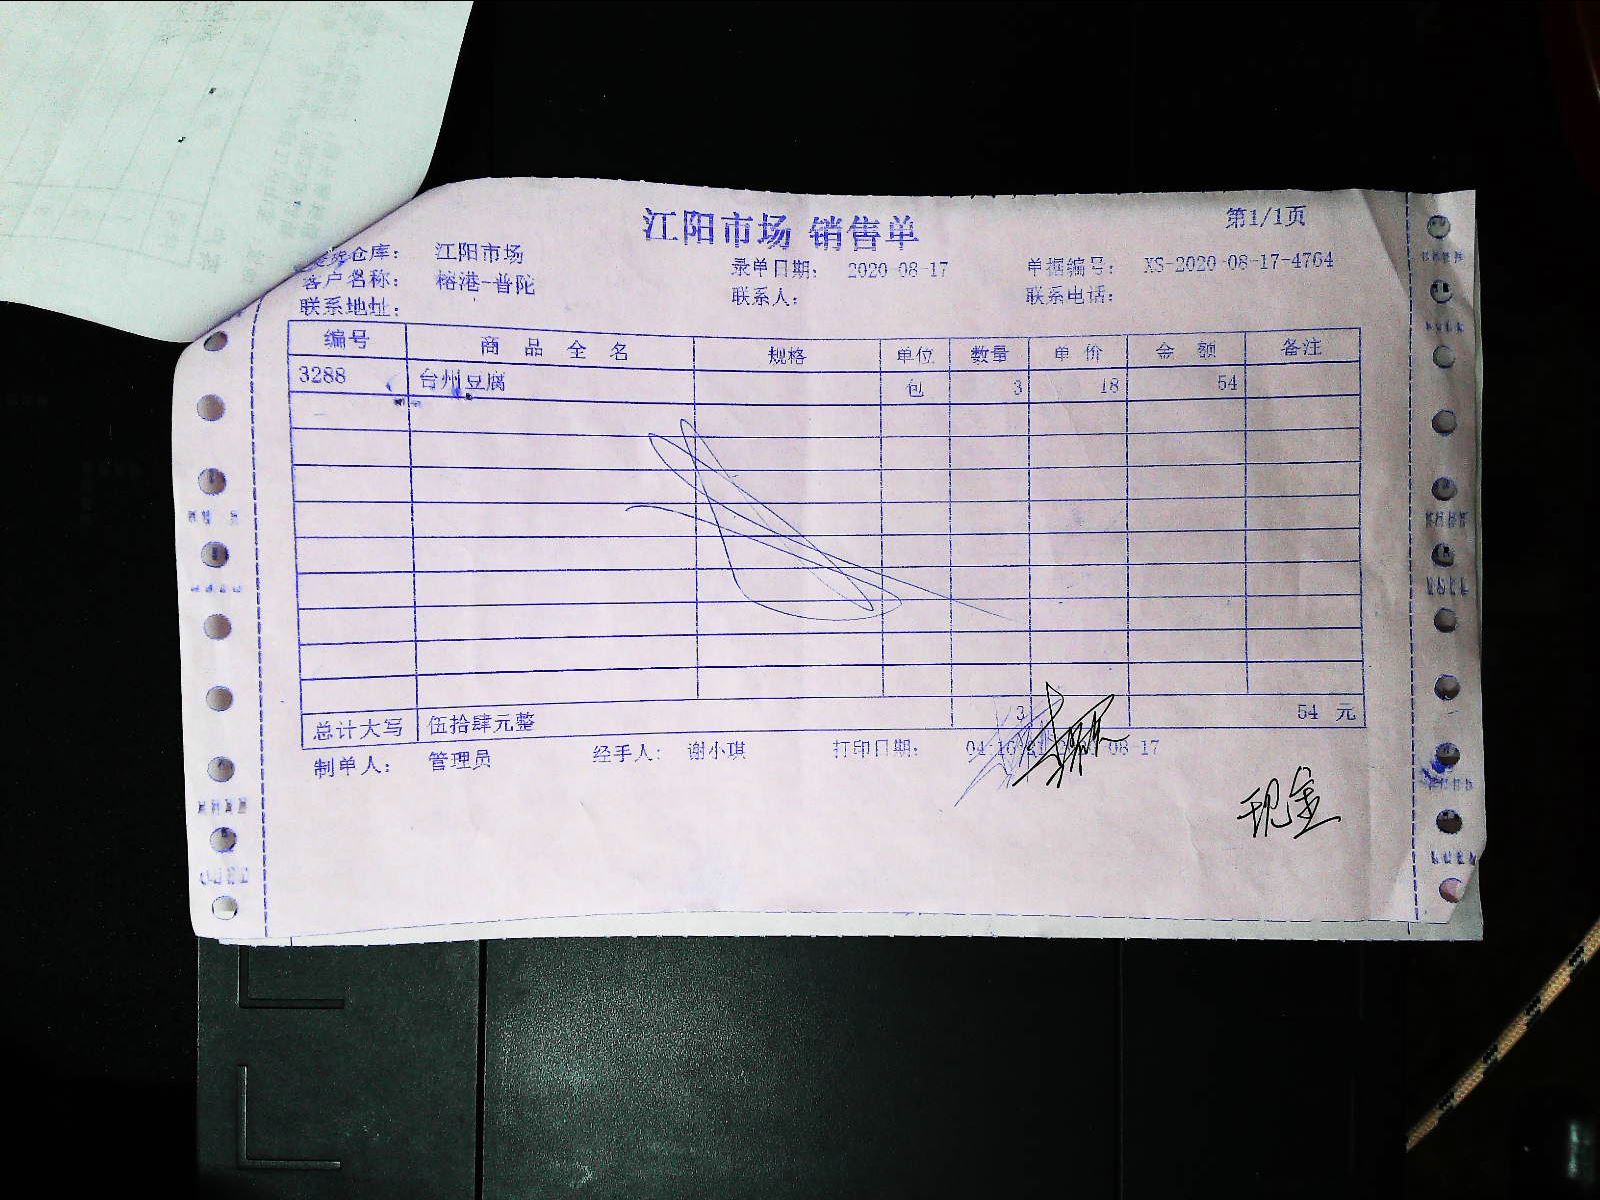 江阳市场 销售单
第1/1页
仓库： 江阳市场
录单日期： 2020-08-17
单据编号： XS-2020-08-17-4764
客户名称： 榕港-普陀
联系人：
联系电话：
联系地址：
编号 商品全名 规格 单位 数量 单价 金额 备注
3288 台州豆腐 包 3 18 54
总计大写 伍拾肆元整 3 54 元
制单人： 管理员 经手人： 谢小琪 打印日期： 08-17
现金